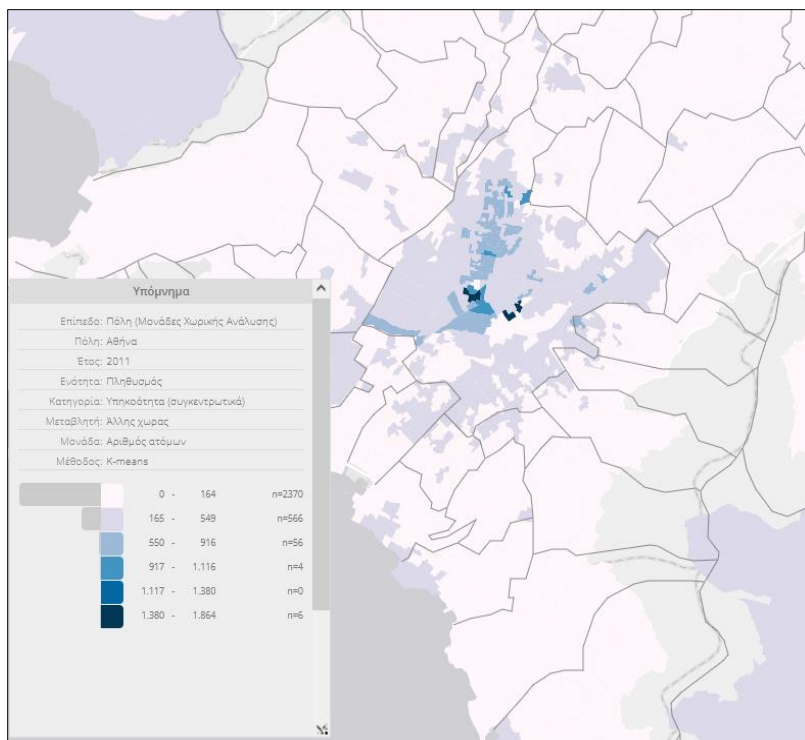 Υπόμνημα
Επίπεδο: Πόλη (Μονάδες Χωρικής Ανάλυσης)
Πόλη: Αθήνα
Έτος: 2011
Ενότητα: Πληθυσμός
Κατηγορία: Υπηκοότητα (συγκεντρωτικά)
Μεταβλητή: Άλλης χωρας
Μονάδα: Αριθμός ατόμων
Μέθοδος: K-means
0 - 164 n=2370
165 - 549 n=566
550 - 916 n=56
917 - 1.116 n=4
1.117 - 1.380 n=0
1.380 - 1.864 n=6